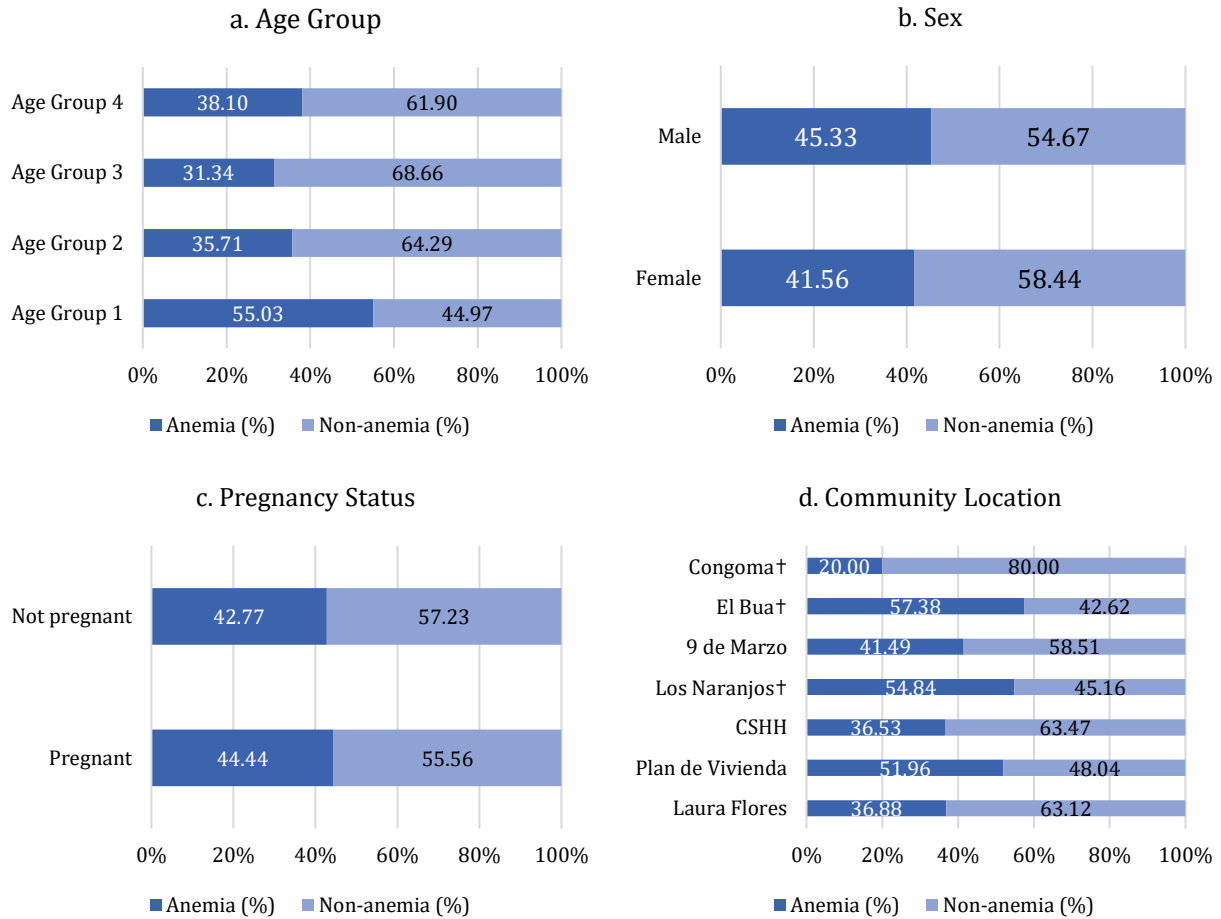 a. Age Group
Age Group 4
38.10
61.90
Age Group 3
31.34
68.66
Age Group 2
35.71
64.29
Age Group 1
55.03
44.97
0% 20% 40% 60% 80% 100%
Anemia (%) Non-anemia (%)
b. Sex
Male
45.33
54.67
Female
41.56
58.44
0% 20% 40% 60% 80% 100%
Anemia (%) Non-anemia (%)
c. Pregnancy Status
Not pregnant
42.77
57.23
Pregnant
44.44
55.56
0% 20% 40% 60% 80% 100%
Anemia (%) Non-anemia (%)
d. Community Location
Congoma†
20.00
80.00
El Bua†
57.38
42.62
9 de Marzo
41.49
58.51
Los Naranjos†
54.84
45.16
CSHH
36.53
63.47
Plan de Vivienda
51.96
48.04
Laura Flores
36.88
63.12
0% 20% 40% 60% 80% 100%
Anemia (%) Non-anemia (%)